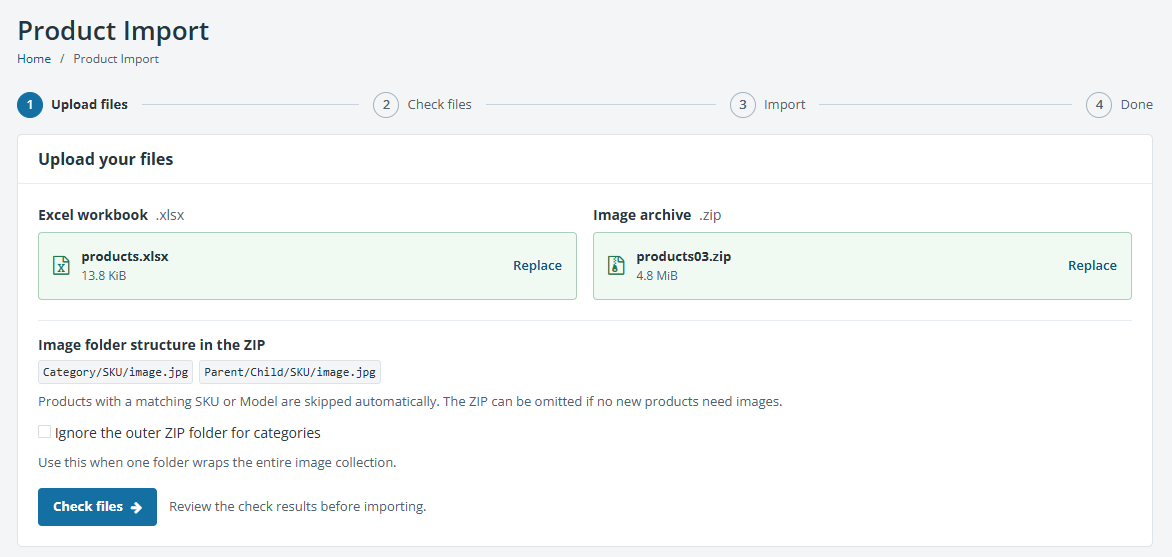 Product Import
Home / Product Import
1 Upload files 2 Check files 3 Import 4 Done
Upload your files
Excel workbook .xlsx
products.xlsx
13.8 KiB
Replace
Image archive .zip
products03.zip
4.8 MiB
Replace
Image folder structure in the ZIP
Category/SKU/image.jpg Parent/Child/SKU/image.jpg
Products with a matching SKU or Model are skipped automatically. The ZIP can be omitted if no new products need images.
Ignore the outer ZIP folder for categories
Use this when one folder wraps the entire image collection.
Check files → Review the check results before importing.